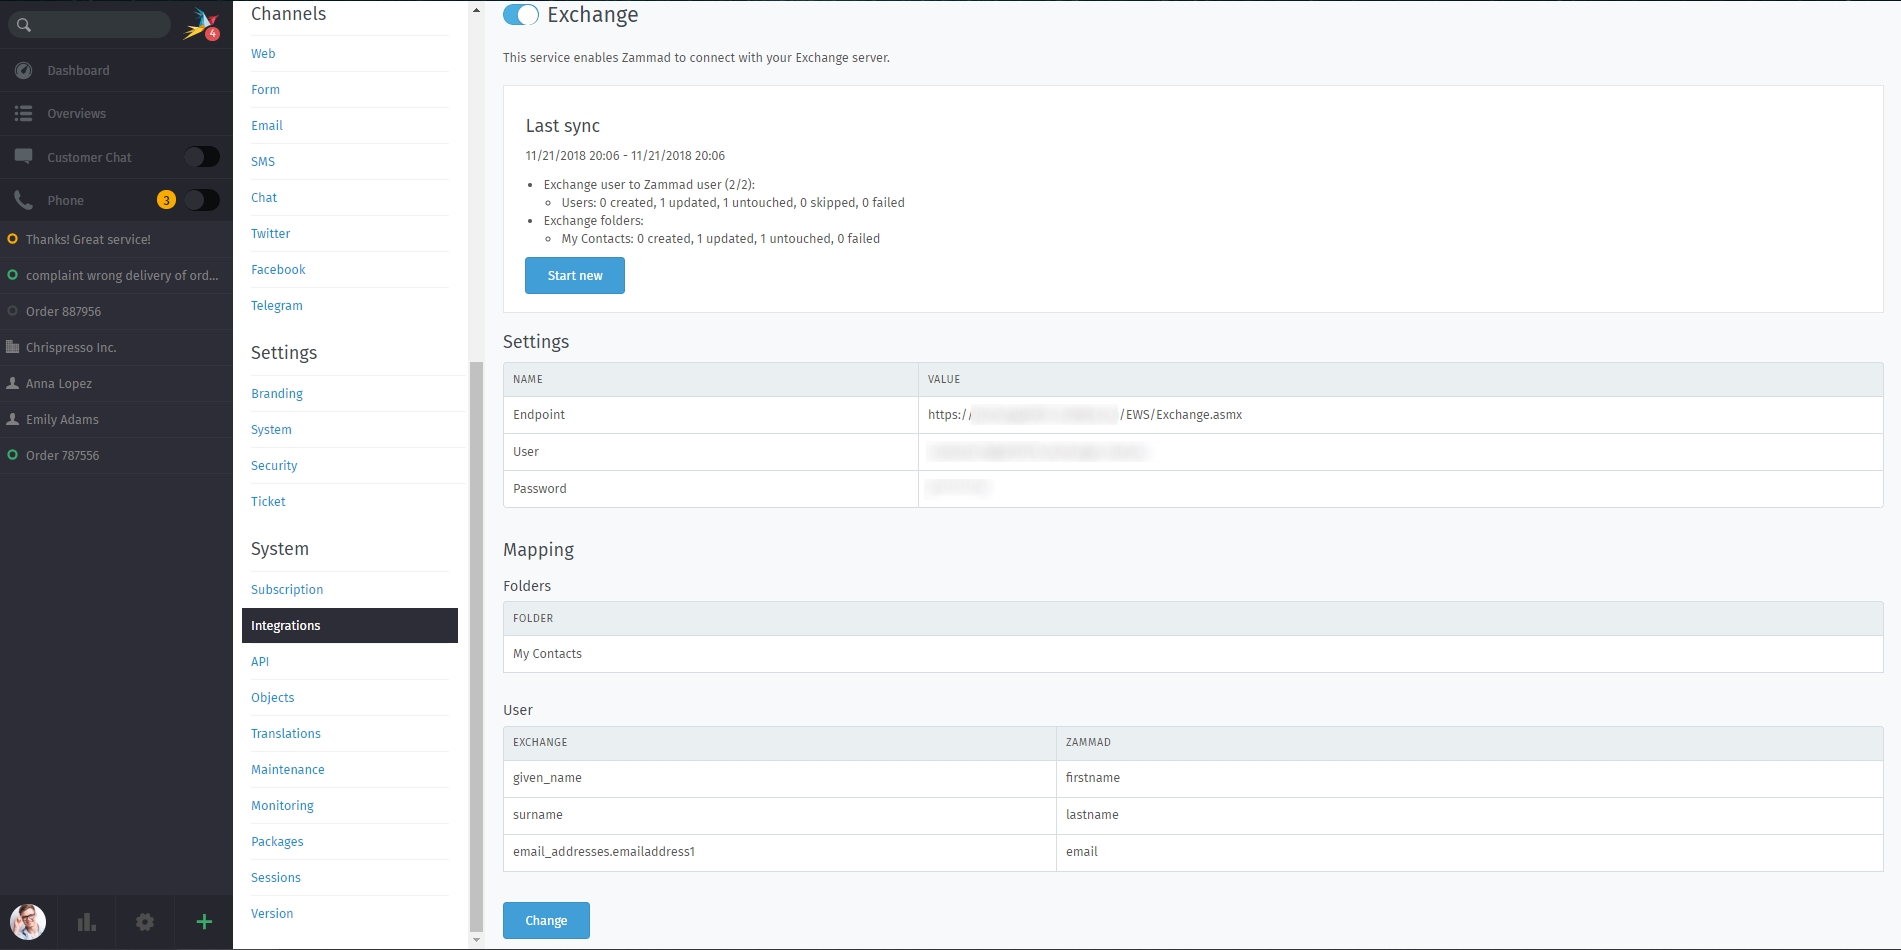 4
Dashboard
Overviews
Customer Chat
Phone 3
Thanks! Great service!
complaint wrong delivery of ord...
Order 887956
Chrispresso Inc.
Anna Lopez
Emily Adams
Order 787556
Channels
Web
Form
Email
SMS
Chat
Twitter
Facebook
Telegram
Settings
Branding
System
Security
Ticket
System
Subscription
Integrations
API
Objects
Translations
Maintenance
Monitoring
Packages
Sessions
Version
Exchange
This service enables Zammad to connect with your Exchange server.
Last sync
11/21/2018 20:06 - 11/21/2018 20:06
Exchange user to Zammad user (2/2):
Users: 0 created, 1 updated, 1 untouched, 0 skipped, 0 failed
Exchange folders:
My Contacts: 0 created, 1 updated, 1 untouched, 0 failed
Start new
Settings
NAME VALUE
Endpoint https:// /EWS/Exchange.asmx
User
Password
Mapping
Folders
FOLDER
My Contacts
User
EXCHANGE ZAMMAD
given_name firstname
surname lastname
email_addresses.emailaddress1 email
Change